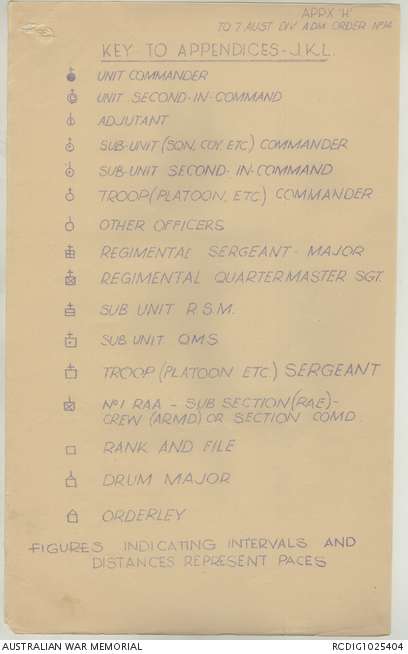 APPX 'H'
TO 7 AUST DIV ADM ORDER Nº14
KEY TO APPENDICES - J.K.L.
UNIT COMMANDER
UNIT SECOND-IN-COMMAND
ADJUTANT
SUB-UNIT (SQN, COY, ETC) COMMANDER
SUB-UNIT SECOND-IN-COMMAND
TROOP (PLATOON, ETC) COMMANDER
OTHER OFFICERS
REGIMENTAL SERGEANT-MAJOR
REGIMENTAL QUARTERMASTER SGT.
SUB UNIT R.S.M.
SUB UNIT QMS
TROOP (PLATOON ETC) SERGEANT
Nº1 RAA - SUB SECTION (RAE)-
CREW (ARMD) OR SECTION COMD
RANK AND FILE
DRUM MAJOR
ORDERLEY
FIGURES INDICATING INTERVALS AND
DISTANCES REPRESENT PACES
AUSTRALIAN WAR MEMORIAL
RCDIG1025404